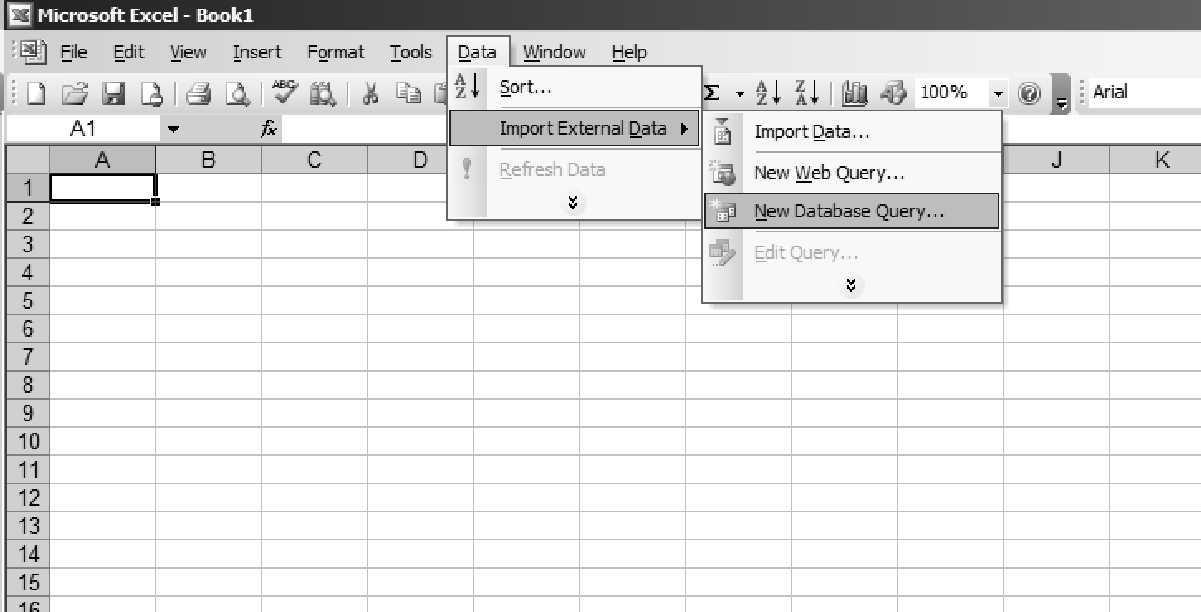 Microsoft Excel - Book1
File Edit View Insert Format Tools Data Window Help
ABC Σ A Z Z A 100% Arial
A1 fx
A Z Sort...
Import External Data
Refresh Data
Import Data...
New Web Query...
New Database Query...
Edit Query...
A B C D J K
1
2
3
4
5
6
7
8
9
10
11
12
13
14
15
16